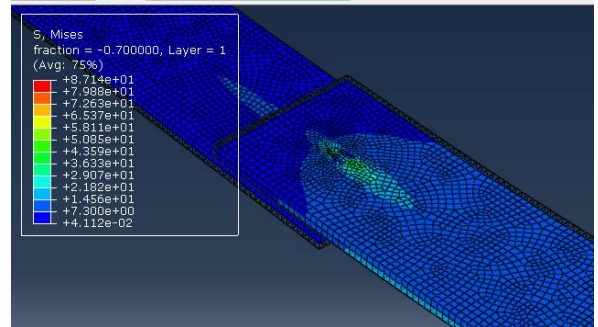 S, Mises
fraction = -0.700000, Layer = 1
(Avg: 75%)
+8.714e+01
+7.988e+01
+7.263e+01
+6.537e+01
+5.811e+01
+5.085e+01
+4.359e+01
+3.633e+01
+2.907e+01
+2.182e+01
+1.456e+01
+7.300e+00
+4.112e-02